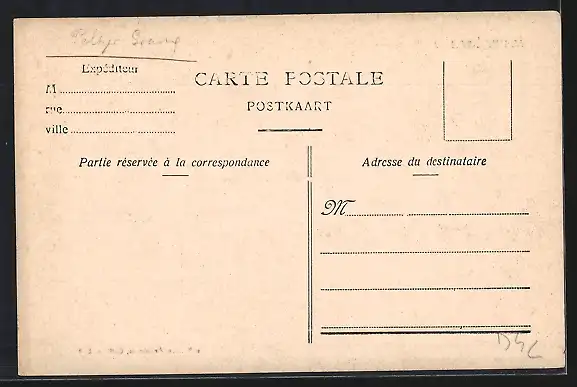 Expéditeur
M
rue
ville
CARTE POSTALE
POSTKAART
Partie réservée à la correspondance
Adresse du destinataire
M